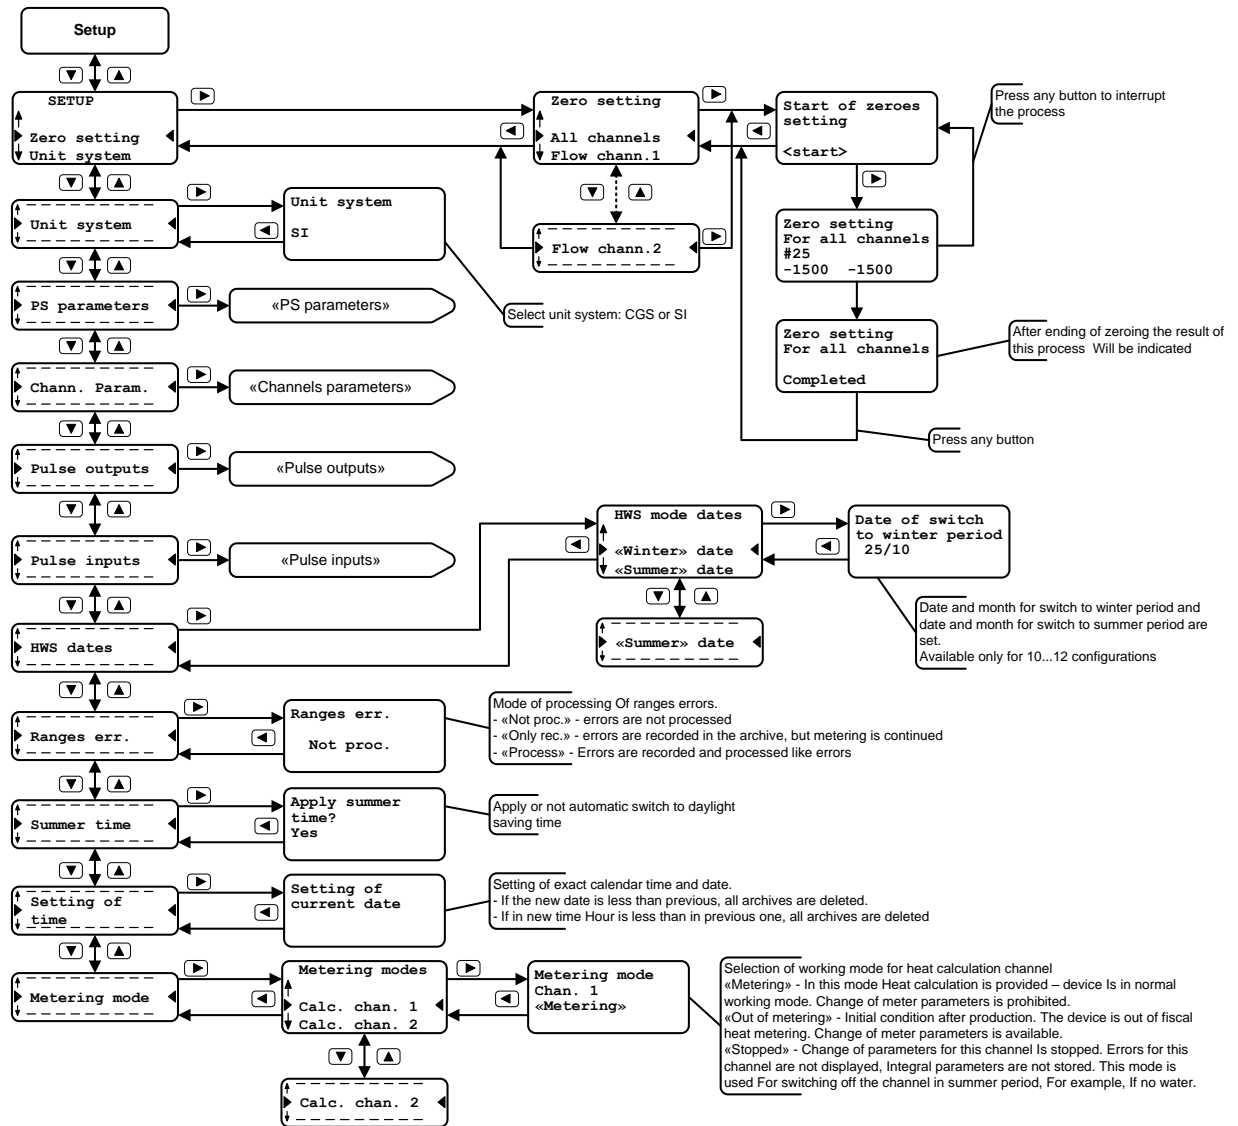 Setup
SETUP
Zero setting
Unit system
Zero setting
All channels
Flow chann.1
Start of zeroes
setting
<start>
Press any button to interrupt
the process
Unit system
Unit system
SI
Flow chann.2
Zero setting
For all channels
#25
-1500 -1500
PS parameters
«PS parameters»
Select unit system: CGS or SI
Zero setting
For all channels
Completed
After ending of zeroing the result of
this process Will be indicated
Chann. Param.
«Channels parameters»
Press any button
Pulse outputs
«Pulse outputs»
Pulse inputs
«Pulse inputs»
HWS mode dates
«Winter» date
«Summer» date
Date of switch
to winter period
25/10
HWS dates
«Summer» date
Date and month for switch to winter period and
date and month for switch to summer period are
set.
Available only for 10...12 configurations
Ranges err.
Ranges err.
Not proc.
Mode of processing Of ranges errors.
- «Not proc.» - errors are not processed
- «Only rec.» - errors are recorded in the archive, but metering is continued
- «Process» - Errors are recorded and processed like errors
Summer time
Apply summer
time?
Yes
Apply or not automatic switch to daylight
saving time
Setting of
time
Setting of
current date
Setting of exact calendar time and date.
- If the new date is less than previous, all archives are deleted.
- If in new time Hour is less than in previous one, all archives are deleted
Metering mode
Metering modes
Calc. chan. 1
Calc. chan. 2
Metering mode
Chan. 1
«Metering»
Selection of working mode for heat calculation channel
«Metering» - In this mode Heat calculation is provided – device Is in normal
working mode. Change of meter parameters is prohibited.
«Out of metering» - Initial condition after production. The device is out of fiscal
heat metering. Change of meter parameters is available.
«Stopped» - Change of parameters for this channel Is stopped. Errors for this
channel are not displayed, Integral parameters are not stored. This mode is
used For switching off the channel in summer period, For example, If no water.
Calc. chan. 2